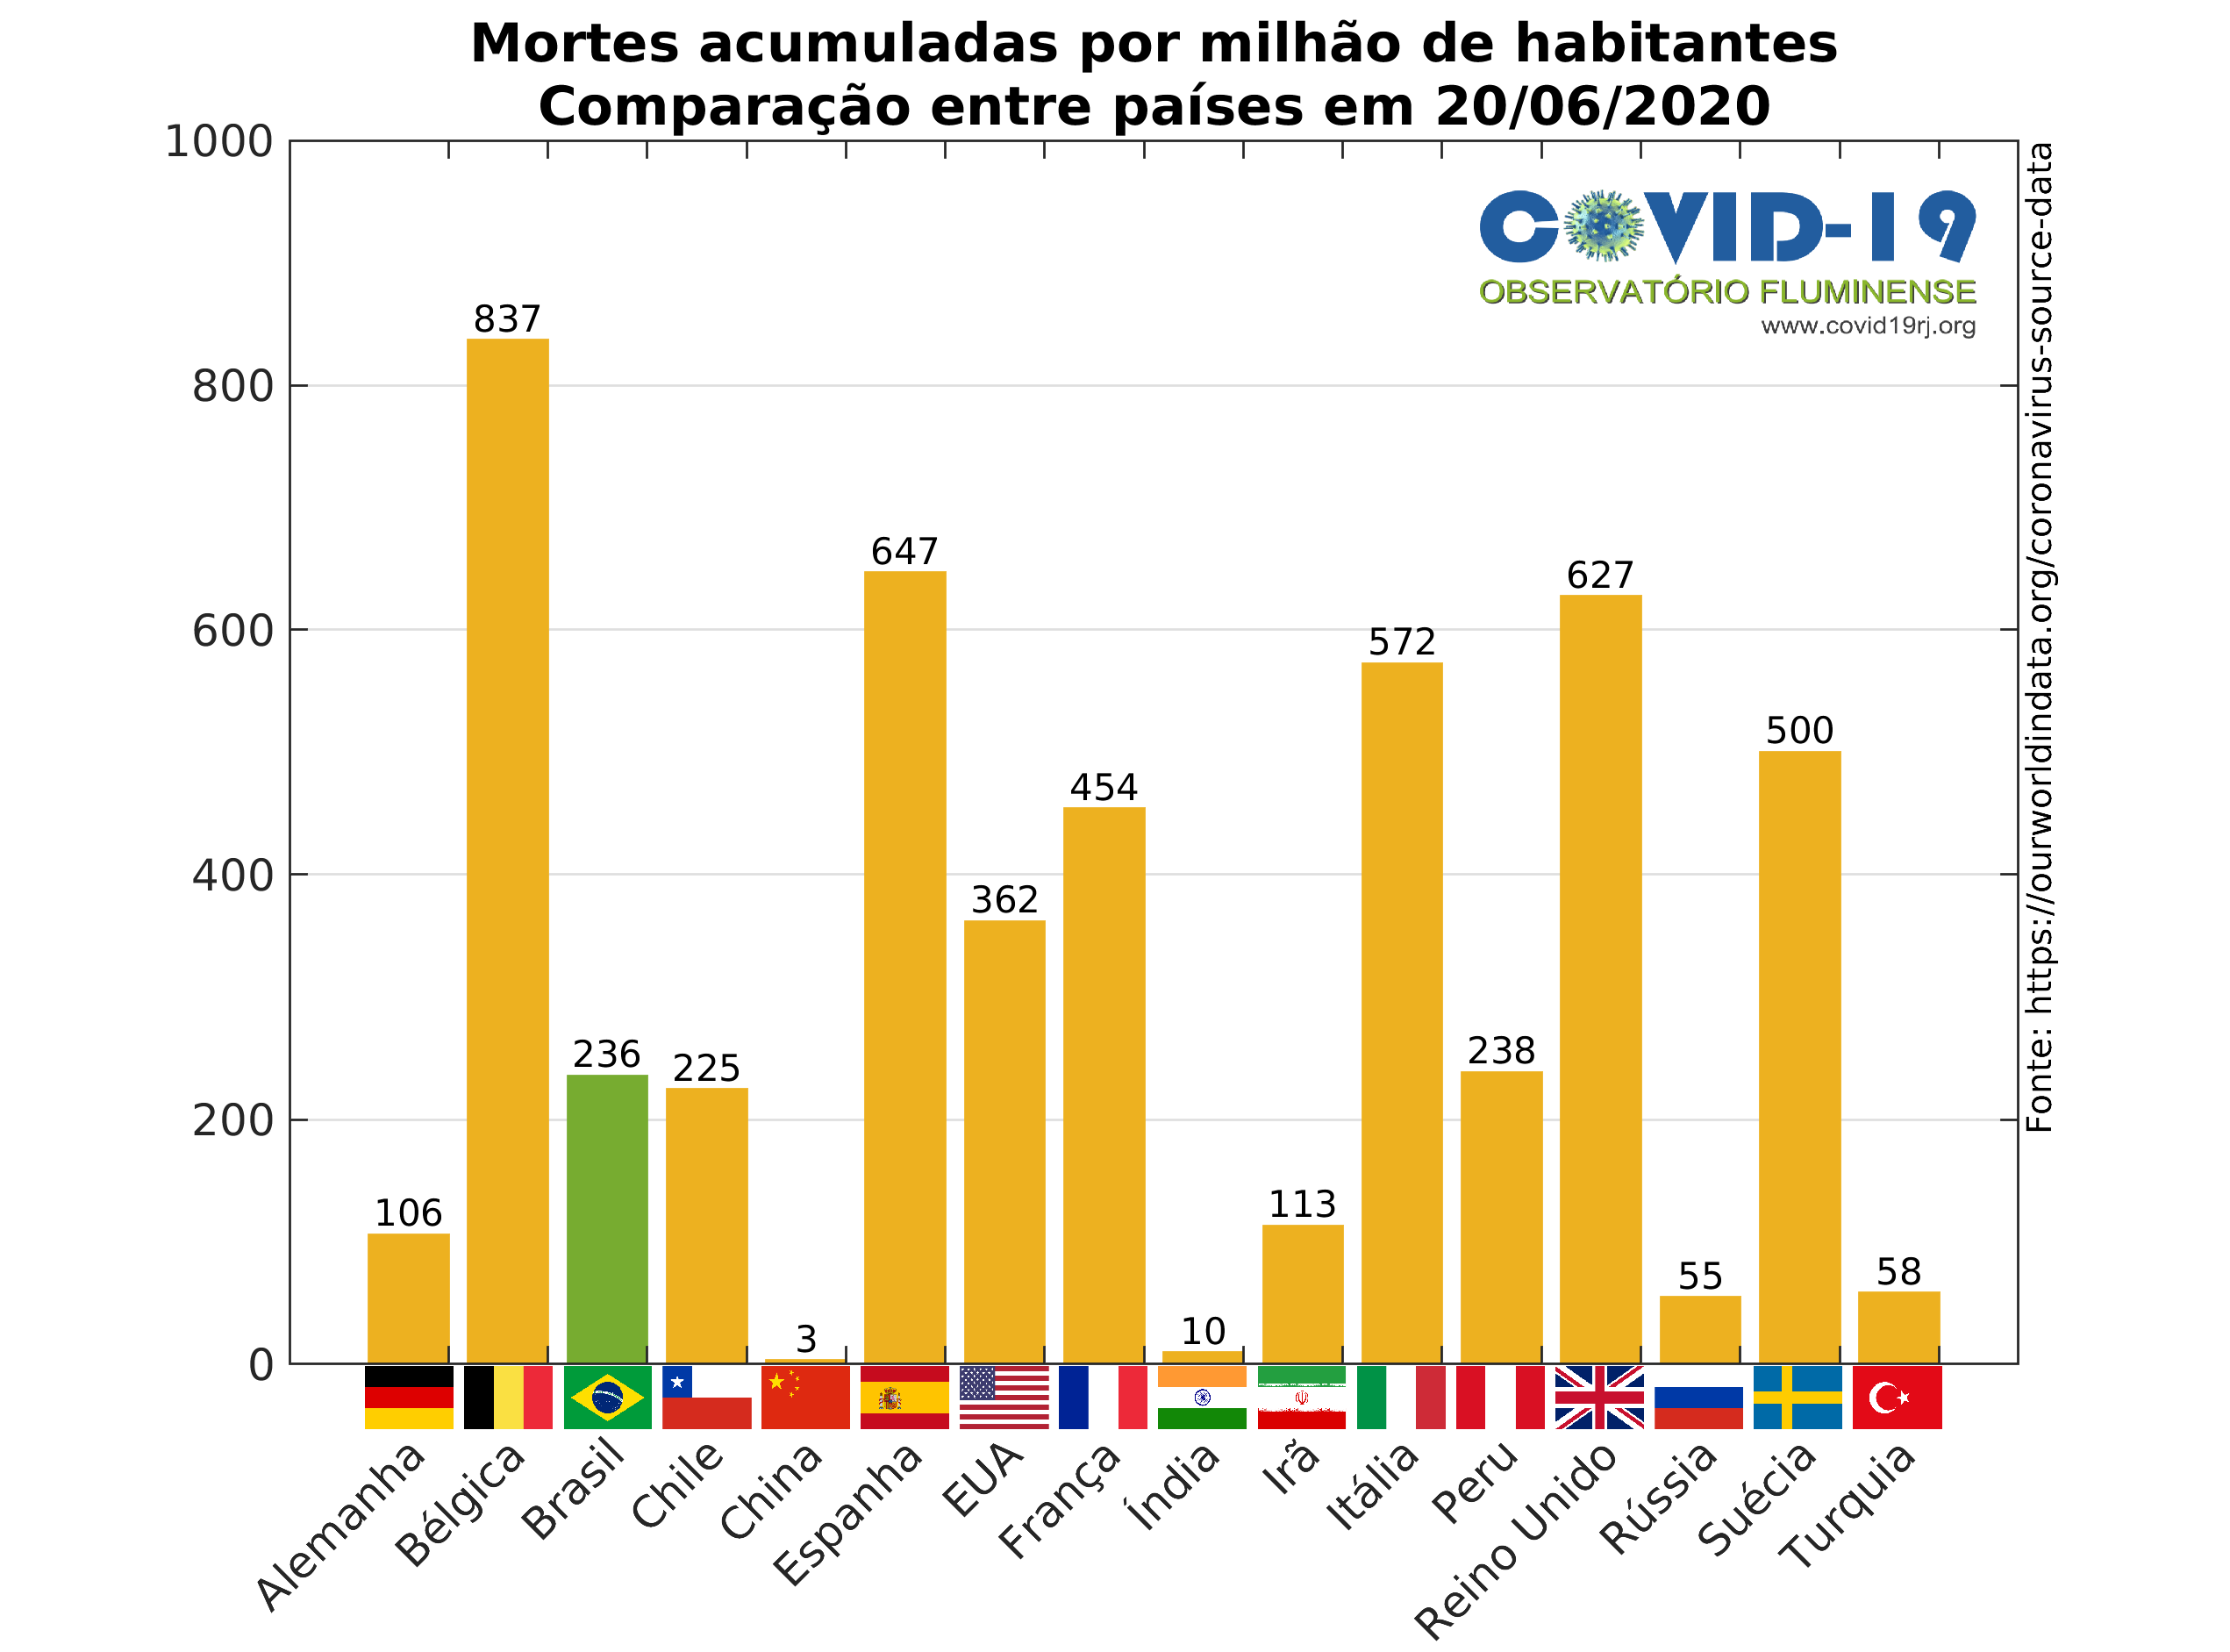 Mortes acumuladas por milhão de habitantes
Comparação entre países em 20/06/2020
1000
800
600
400
200
0
COVID-19
OBSERVATÓRIO FLUMINENSE
www.covid19rj.org
Fonte: https://ourworldindata.org/coronavirus-source-data
106
837
236
225
3
647
362
454
10
113
572
238
627
55
500
58
Alemanha
Bélgica
Brasil
Chile
China
Espanha
EUA
França
Índia
Irã
Itália
Peru
Reino Unido
Rússia
Suécia
Turquia